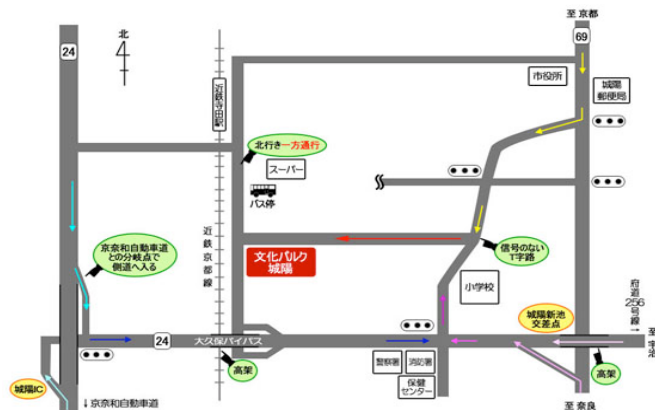 至 京都
北
24
69
市役所
城陽
郵便局
近鉄寺田駅
北行き一方通行
スーパー
バス停
京奈和自動車道
との分岐点で
側道へ入る
近鉄京都線
文化パルク
城陽
信号のない
T字路
小学校
府道
256
号線
↓
至 宇治
城陽新池
交差点
24
大久保バイパス
警察署
消防署
保健
センター
高架
高架
城陽IC
↓京奈和自動車道
至 奈良